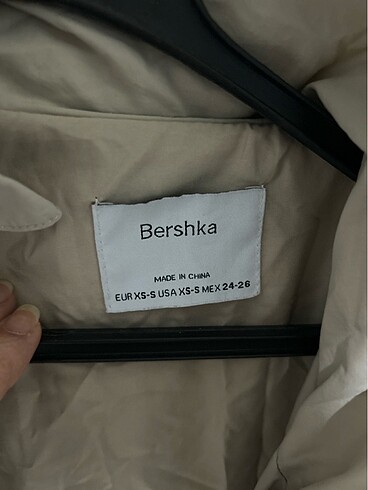 Bershka
MADE IN CHINA
EUR XS-S USA XS-S MEX 24-26